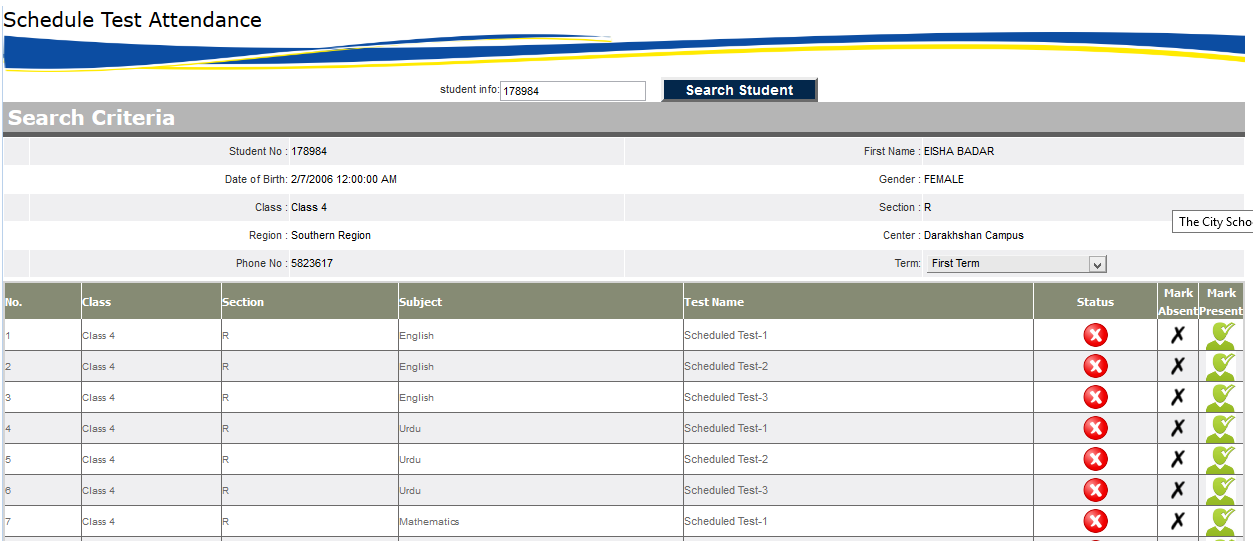 Schedule Test Attendance
student info: 178984 Search Student
Search Criteria
Student No : 178984 First Name : EISHA BADAR
Date of Birth: 2/7/2006 12:00:00 AM Gender : FEMALE
Class : Class 4 Section : R
The City Scho
Region : Southern Region Center : Darakhshan Campus
Phone No : 5823617 Term: First Term
No. Class Section Subject Test Name Status Mark Absent Mark Present
1 Class 4 R English Scheduled Test-1
2 Class 4 R English Scheduled Test-2
3 Class 4 R English Scheduled Test-3
4 Class 4 R Urdu Scheduled Test-1
5 Class 4 R Urdu Scheduled Test-2
6 Class 4 R Urdu Scheduled Test-3
7 Class 4 R Mathematics Scheduled Test-1